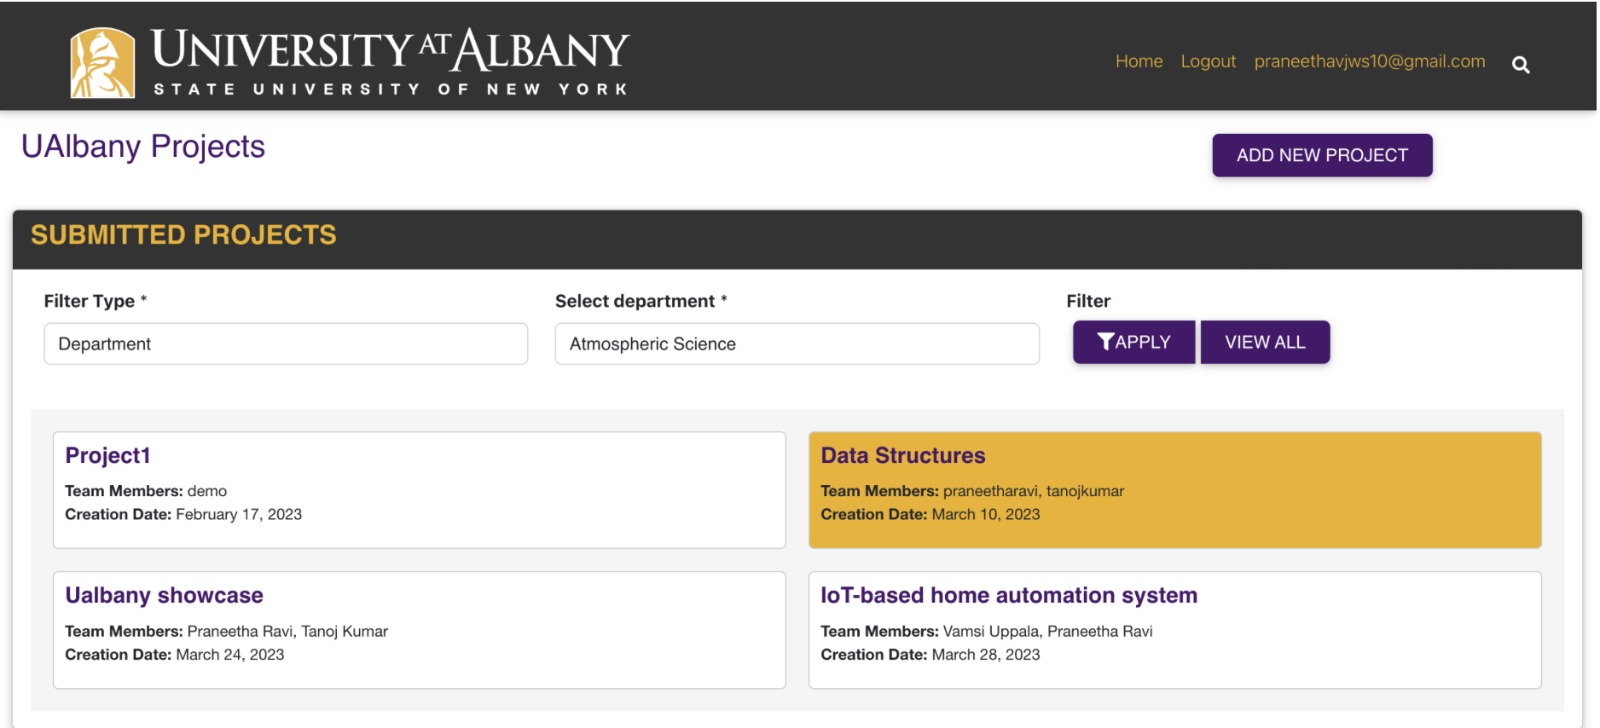 UNIVERSITY AT ALBANY
STATE UNIVERSITY OF NEW YORK
Home Logout praneethavjws10@gmail.com
UAlbany Projects
ADD NEW PROJECT
SUBMITTED PROJECTS
Filter Type * Select department * Filter
Department Atmospheric Science APPLY VIEW ALL
Project1
Team Members: demo
Creation Date: February 17, 2023
Data Structures
Team Members: praneetharavi, tanojkumar
Creation Date: March 10, 2023
Ualbany showcase
Team Members: Praneetha Ravi, Tanoj Kumar
Creation Date: March 24, 2023
IoT-based home automation system
Team Members: Vamsi Uppala, Praneetha Ravi
Creation Date: March 28, 2023